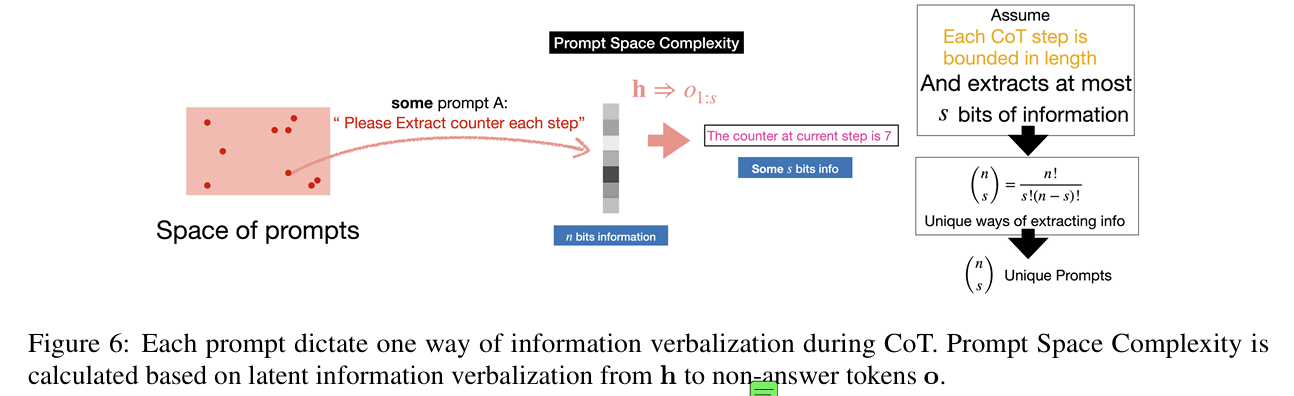 Prompt Space Complexity
some prompt A:
“ Please Extract counter each step”
Space of prompts
n bits information
h ⇒ o1:s
The counter at current step is 7
Some s bits info
Assume
Each CoT step is
bounded in length
And extracts at most
s bits of information
(n s) = n! / s!(n − s)!
Unique ways of extracting info
(n s) Unique Prompts
Figure 6: Each prompt dictate one way of information verbalization during CoT. Prompt Space Complexity is
calculated based on latent information verbalization from h to non-answer tokens o.